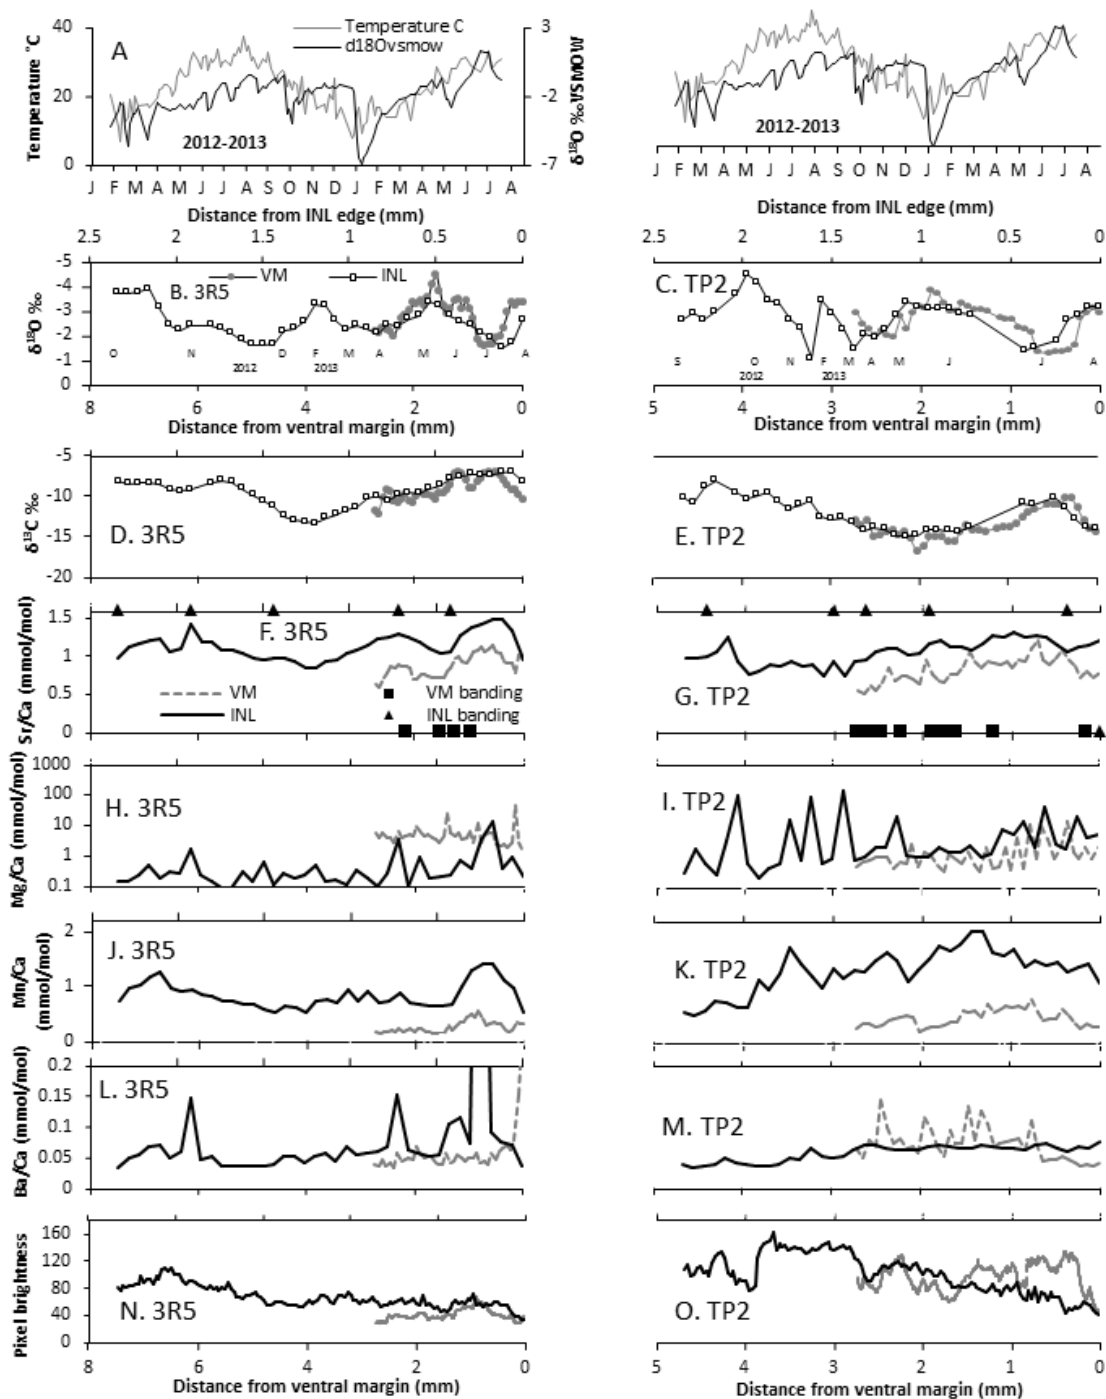 Temperature C
d18Ovsmow
A
2012-2013
Temperature °C
40
20
0
3
-2
-7
δ¹⁸O ‰VSMOW
J F M A M J J A S O N D J F M A M J J A
2012-2013
J F M A M J J A S O N D J F M A M J J A
Distance from INL edge (mm)
2.5 2 1.5 1 0.5 0
Distance from INL edge (mm)
2.5 2 1.5 1 0.5 0
δ¹⁸O ‰
-5
-4
-3
-2
-1
0
VM
INL
B. 3R5
O N D F M A M J J A
2012 2013
8 6 4 2 0
Distance from ventral margin (mm)
INL
C. TP2
S O N F M A M J J A
2012 2013
5 4 3 2 1 0
Distance from ventral margin (mm)
δ¹³C ‰
-5
-10
-15
-20
D. 3R5
E. TP2
Sr/Ca (mmol/mol)
1.5
1
0.5
0
F. 3R5
VM
INL
VM banding
INL banding
G. TP2
Mg/Ca (mmol/mol)
1000
100
10
1
0.1
H. 3R5
I. TP2
Mn/Ca
(mmol/mol)
2
1
0
J. 3R5
K. TP2
Ba/Ca (mmol/mol)
0.2
0.15
0.1
0.05
0
L. 3R5
M. TP2
Pixel brightness
160
120
80
40
0
N. 3R5
8 6 4 2 0
Distance from ventral margin (mm)
O. TP2
5 4 3 2 1 0
Distance from ventral margin (mm)